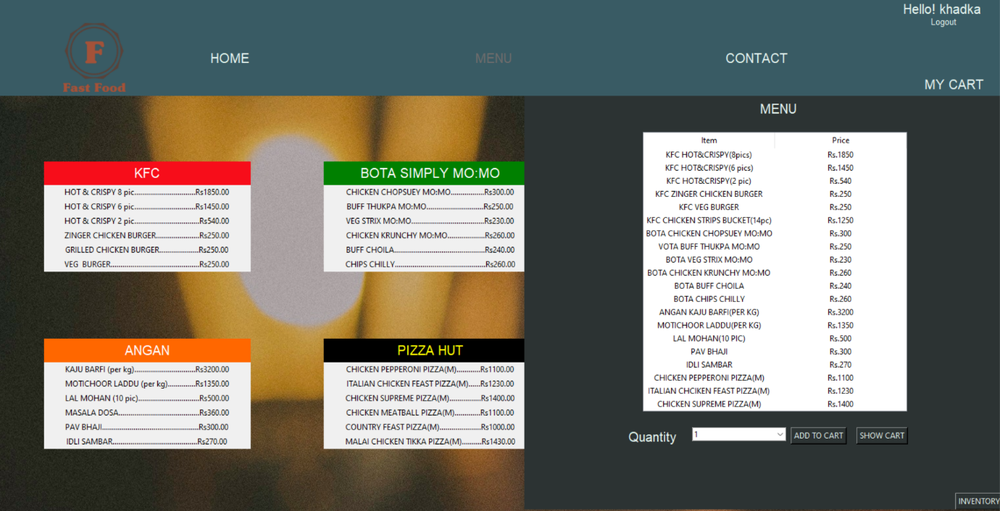 Hello! khadka
Logout
F
Fast Food
HOME
MENU
CONTACT
MY CART
KFC
HOT & CRISPY 8 pic..............................Rs1850.00
HOT & CRISPY 6 pic..............................Rs1450.00
HOT & CRISPY 2 pic................................Rs540.00
ZINGER CHICKEN BURGER.....................Rs250.00
GRILLED CHICKEN BURGER...................Rs250.00
VEG BURGER...........................................Rs250.00
BOTA SIMPLY MO:MO
CHICKEN CHOPSUEY MO:MO................Rs300.00
BUFF THUKPA MO:MO...........................Rs250.00
VEG STRIX MO:MO...................................Rs230.00
CHICKEN KRUNCHY MO:MO..................Rs260.00
BUFF CHOILA...........................................Rs240.00
CHIPS CHILLY...........................................Rs260.00
ANGAN
KAJU BARFI (per kg).............................Rs3200.00
MOTICHOOR LADDU (per kg).............Rs1350.00
LAL MOHAN (10 pic).............................Rs500.00
MASALA DOSA......................................Rs360.00
PAV BHAJI..............................................Rs300.00
IDLI SAMBAR........................................Rs270.00
PIZZA HUT
CHICKEN PEPPERONI PIZZA(M)...........Rs1100.00
ITALIAN CHICKEN FEAST PIZZA(M)......Rs1230.00
CHICKEN SUPREME PIZZA(M)...............Rs1400.00
CHICKEN MEATBALL PIZZA(M)............Rs1100.00
COUNTRY FEAST PIZZA(M)....................Rs1000.00
MALAI CHICKEN TIKKA PIZZA(M).........Rs1430.00
MENU
Item Price
KFC HOT&CRISPY(8pics) Rs.1850
KFC HOT&CRISPY(6 pics) Rs.1450
KFC HOT&CRISPY(2 pic) Rs.540
KFC ZINGER CHICKEN BURGER Rs.250
KFC VEG BURGER Rs.250
KFC CHICKEN STRIPS BUCKET(14pc) Rs.1250
BOTA CHICKEN CHOPSUEY MO:MO Rs.300
VOTA BUFF THUKPA MO:MO Rs.250
BOTA VEG STRIX MO:MO Rs.230
BOTA CHICKEN KRUNCHY MO:MO Rs.260
BOTA BUFF CHOILA Rs.240
BOTA CHIPS CHILLY Rs.260
ANGAN KAJU BARFI(PER KG) Rs.3200
MOTICHOOR LADDU(PER KG) Rs.1350
LAL MOHAN(10 PIC) Rs.500
PAV BHAJI Rs.300
IDLI SAMBAR Rs.270
CHICKEN PEPPERONI PIZZA(M) Rs.1100
ITALIAN CHCIKEN FEAST PIZZA(M) Rs.1230
CHICKEN SUPREME PIZZA(M) Rs.1400
Quantity 1 ADD TO CART SHOW CART
INVENTORY